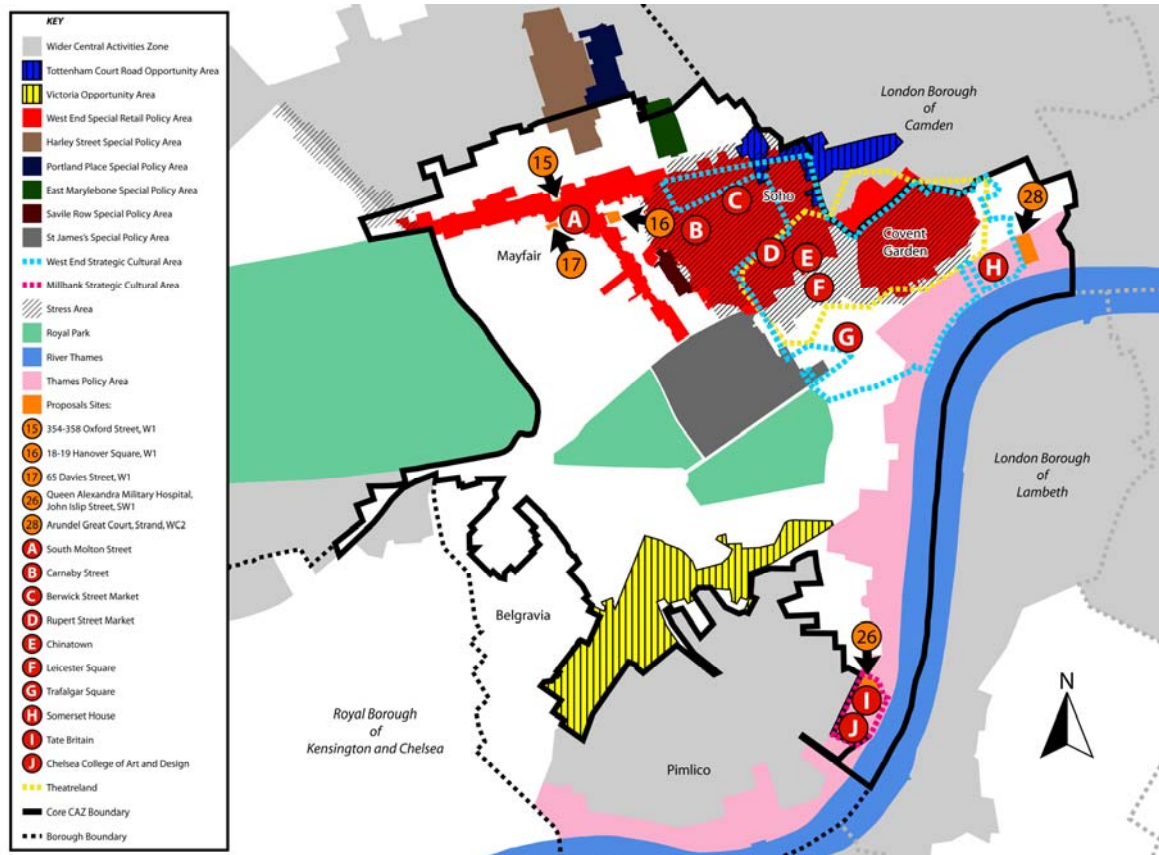 KEY
Wider Central Activities Zone
Tottenham Court Road Opportunity Area
Victoria Opportunity Area
West End Special Retail Policy Area
Harley Street Special Policy Area
Portland Place Special Policy Area
East Marylebone Special Policy Area
Savile Row Special Policy Area
St James's Special Policy Area
West End Strategic Cultural Area
Millbank Strategic Cultural Area
Stress Area
Royal Park
River Thames
Thames Policy Area
Proposals Sites:
15 354-358 Oxford Street, W1
16 18-19 Hanover Square, W1
17 65 Davies Street, W1
26 Queen Alexandra Military Hospital,
John Islip Street, SW1
28 Arundel Great Court, Strand, WC2
A South Molton Street
B Carnaby Street
C Berwick Street Market
D Rupert Street Market
E Chinatown
F Leicester Square
G Trafalgar Square
H Somerset House
I Tate Britain
J Chelsea College of Art and Design
Theatreland
Core CAZ Boundary
Borough Boundary
London Borough
of
Camden
15
28
C
Soho
A
16
B
Covent
Garden
Mayfair
17
D
E
H
F
G
London Borough
of
Lambeth
Belgravia
26
N
I
J
Royal Borough
of
Kensington and Chelsea
Pimlico